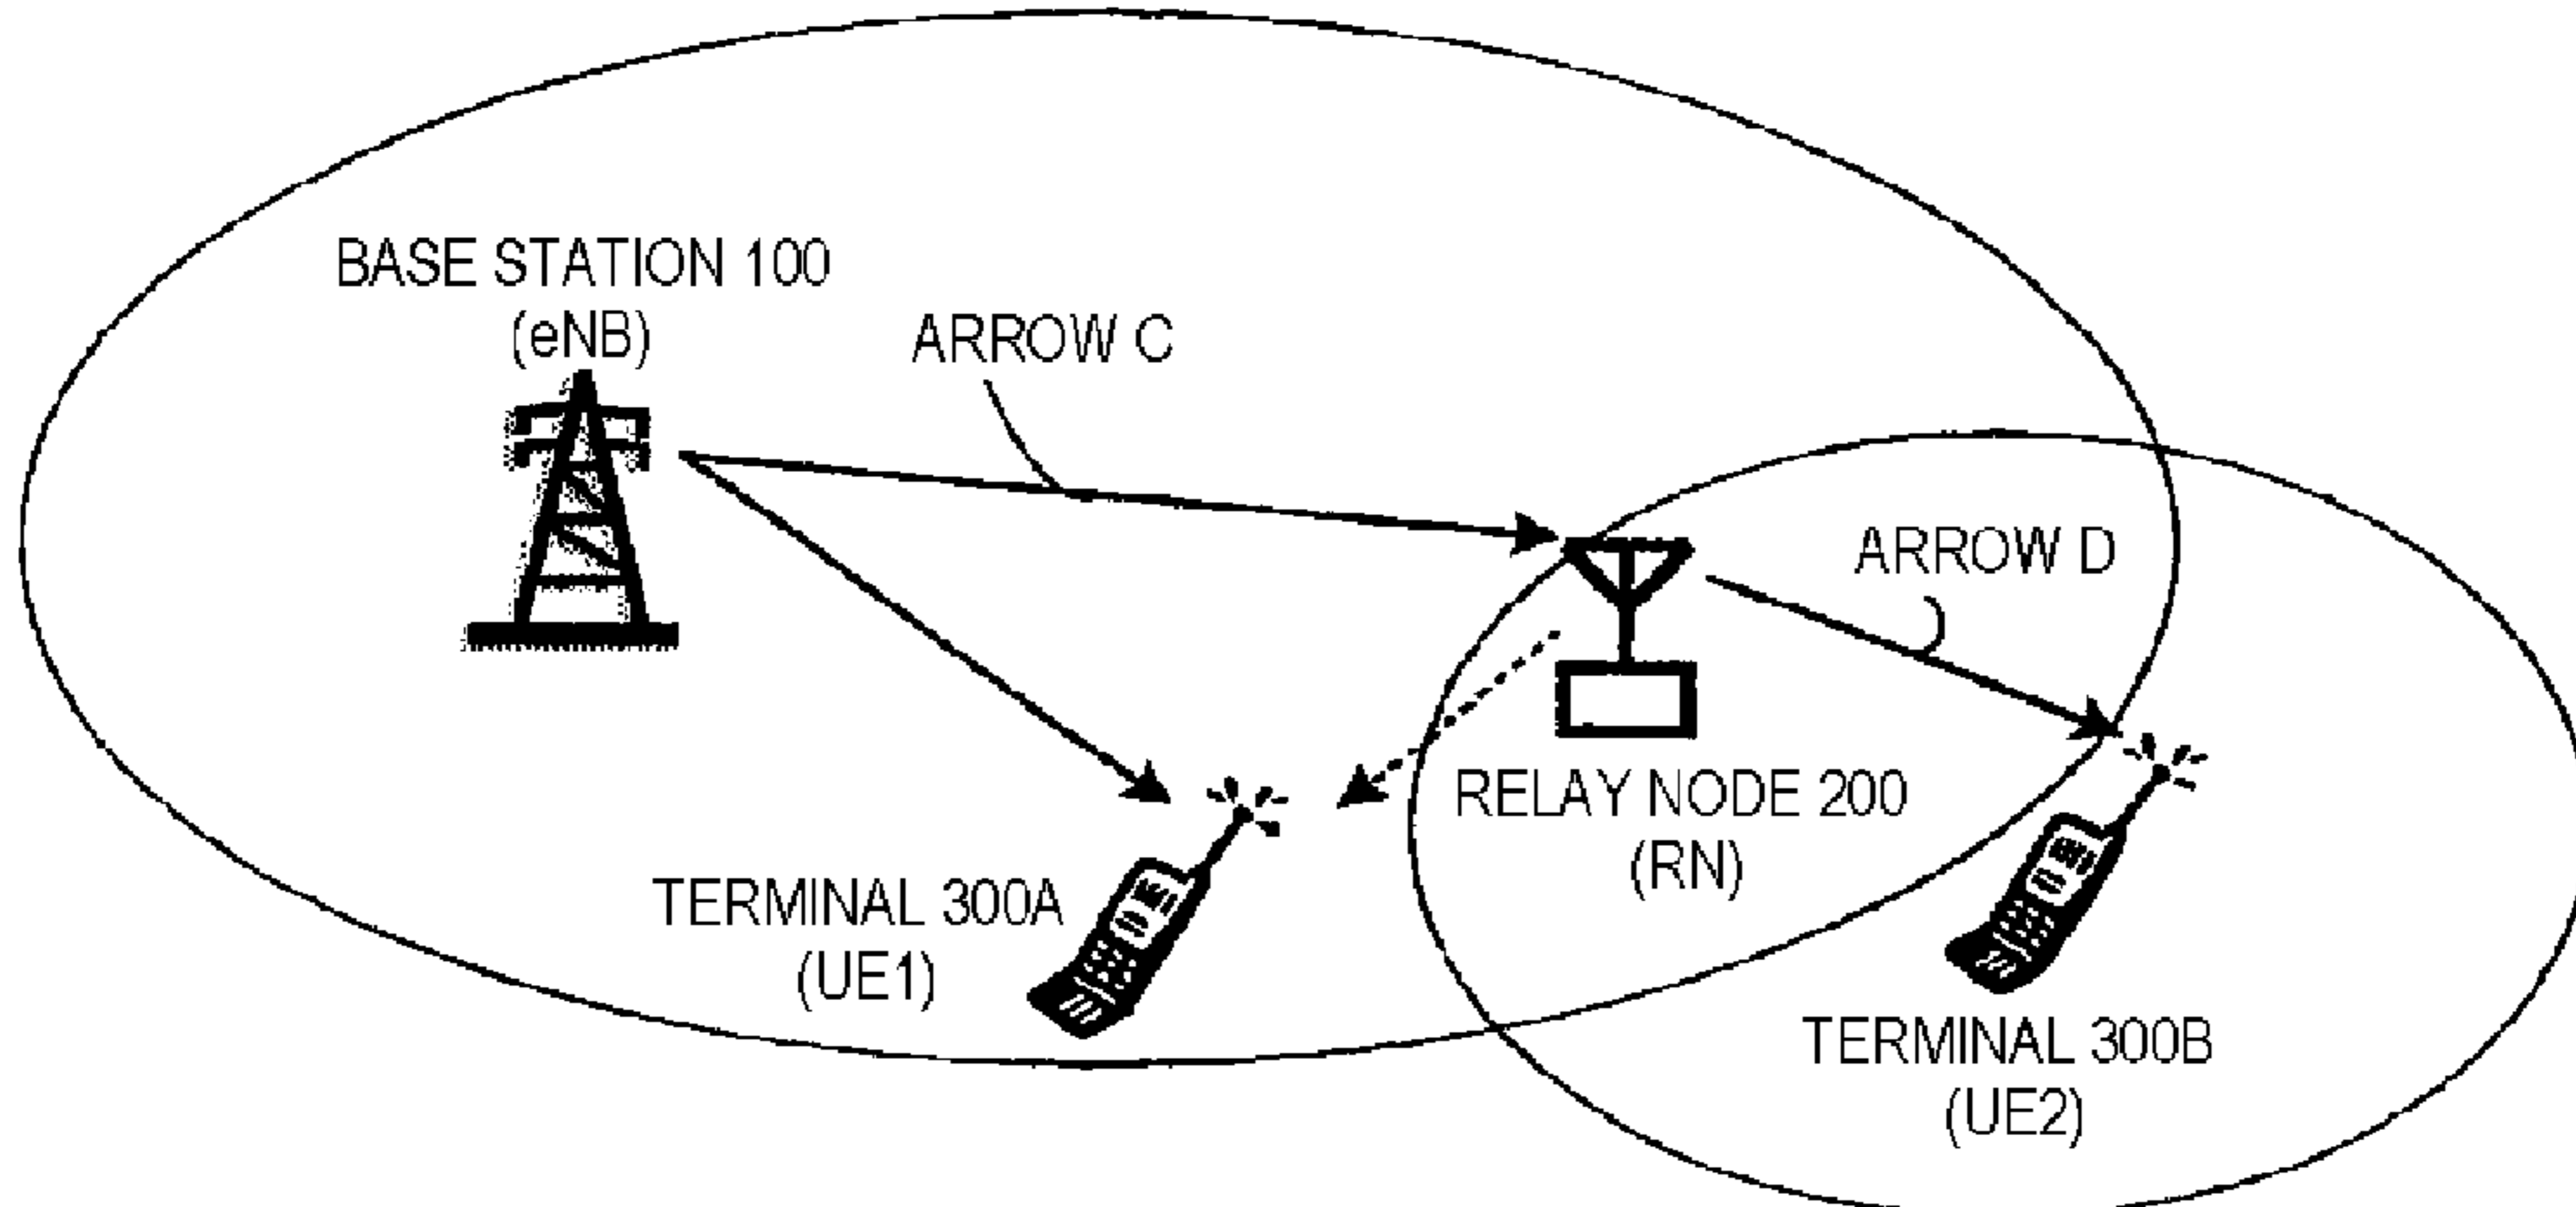 BASE STATION 100
(eNB)
ARROW C
ARROW D
RELAY NODE 200
(RN)
TERMINAL 300A
(UE1)
TERMINAL 300B
(UE2)